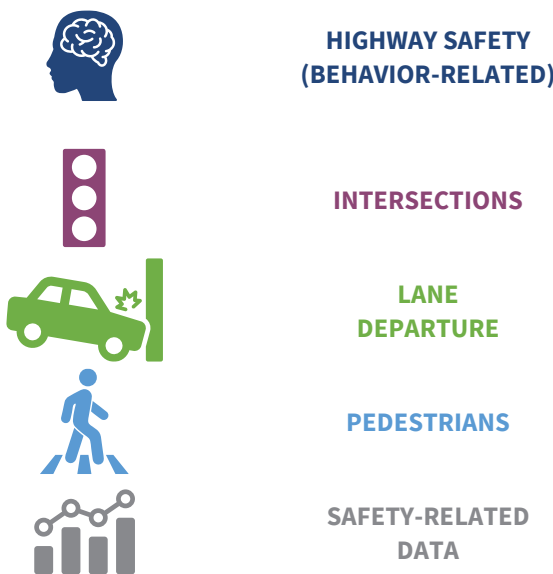 HIGHWAY SAFETY
(BEHAVIOR-RELATED)
INTERSECTIONS
LANE
DEPARTURE
PEDESTRIANS
SAFETY-RELATED
DATA